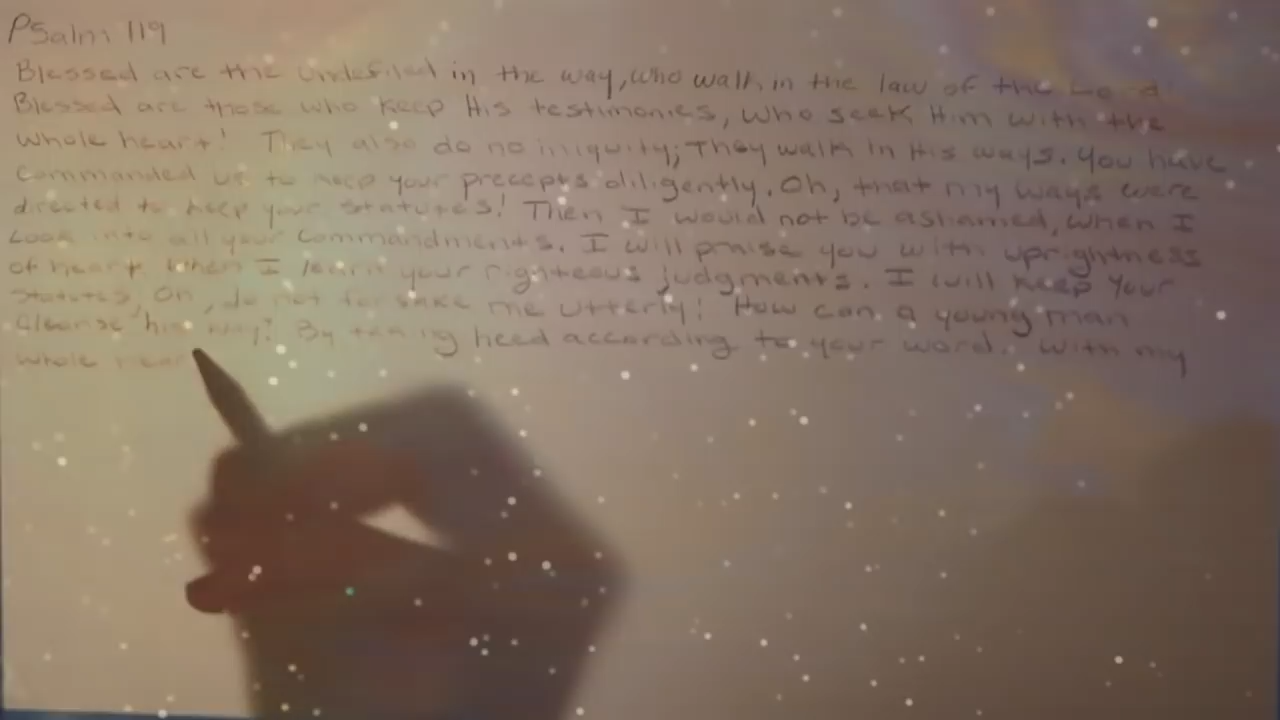 Psalm 119
Blessed are the undefiled in the way, who walk in the law of the Lord
Blessed are those who keep His testimonies, who seek Him with the
whole heart! They also do no iniquity; They walk in His ways. You have
commanded us to keep your precepts diligently. Oh, that my ways were
directed to keep your statutes! Then I would not be ashamed, when I
Look into all your commandments. I will praise you with uprightness
of heart when I learn your righteous judgments. I will keep your
statutes, Oh, do not forsake me utterly! How can a young man
Cleanse his way? By taking heed according to your word. With my
whole hear